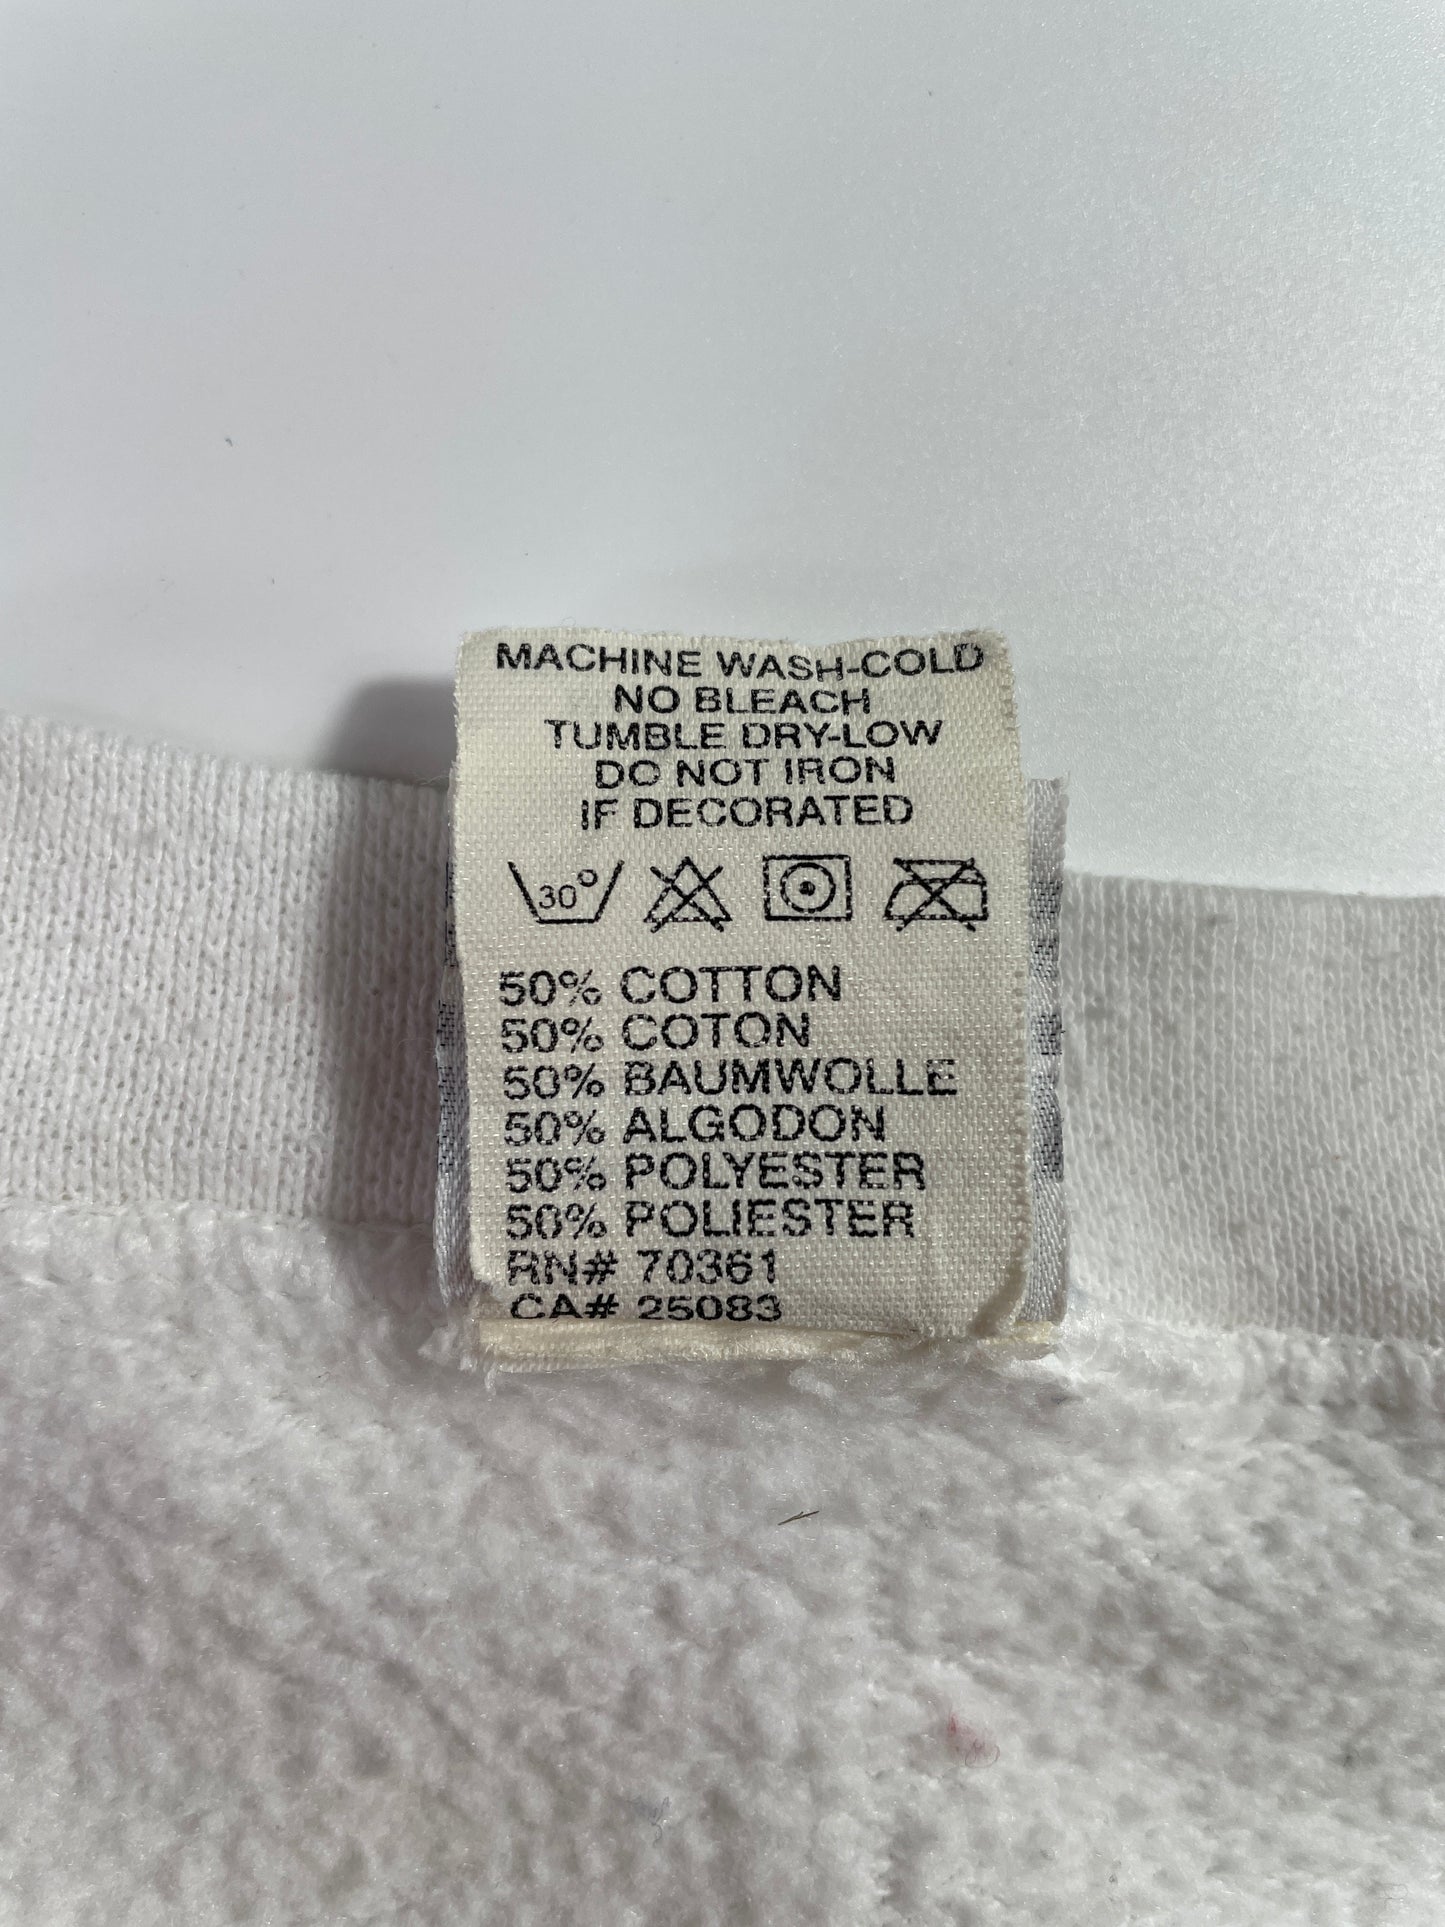 MACHINE WASH-COLD
NO BLEACH
TUMBLE DRY-LOW
DO NOT IRON
IF DECORATED
30°
50% COTTON
50% COTON
50% BAUMWOLLE
50% ALGODON
50% POLYESTER
50% POLIESTER
RN# 70361
CA# 25083